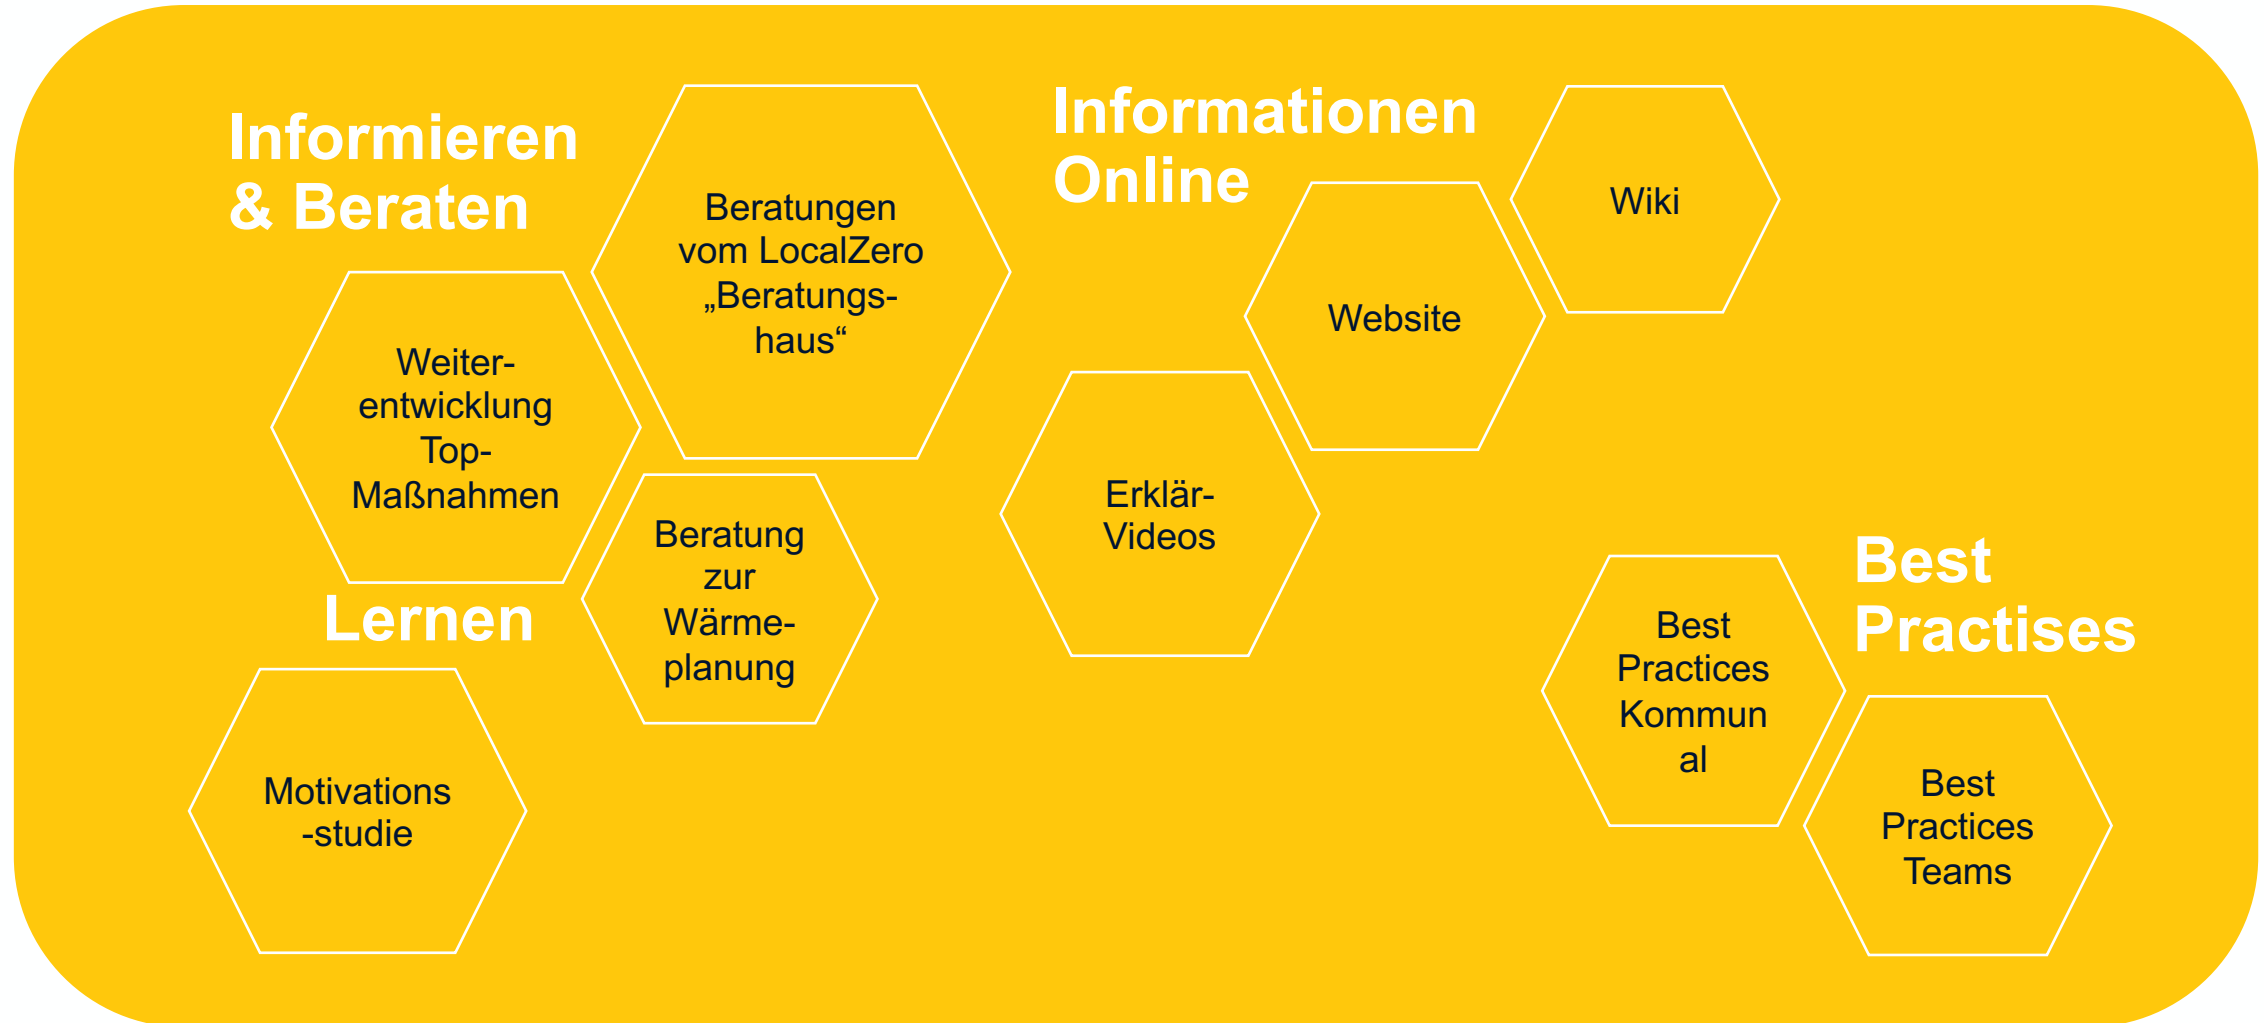 Informieren
& Beraten
Beratungen
vom LocalZero
„Beratungs-
haus“
Weiter-
entwicklung
Top-
Maßnahmen
Beratung
zur
Wärme-
planung
Lernen
Motivations
-studie
Informationen
Online
Wiki
Website
Erklär-
Videos
Best
Practises
Best
Practices
Kommun
al
Best
Practices
Teams